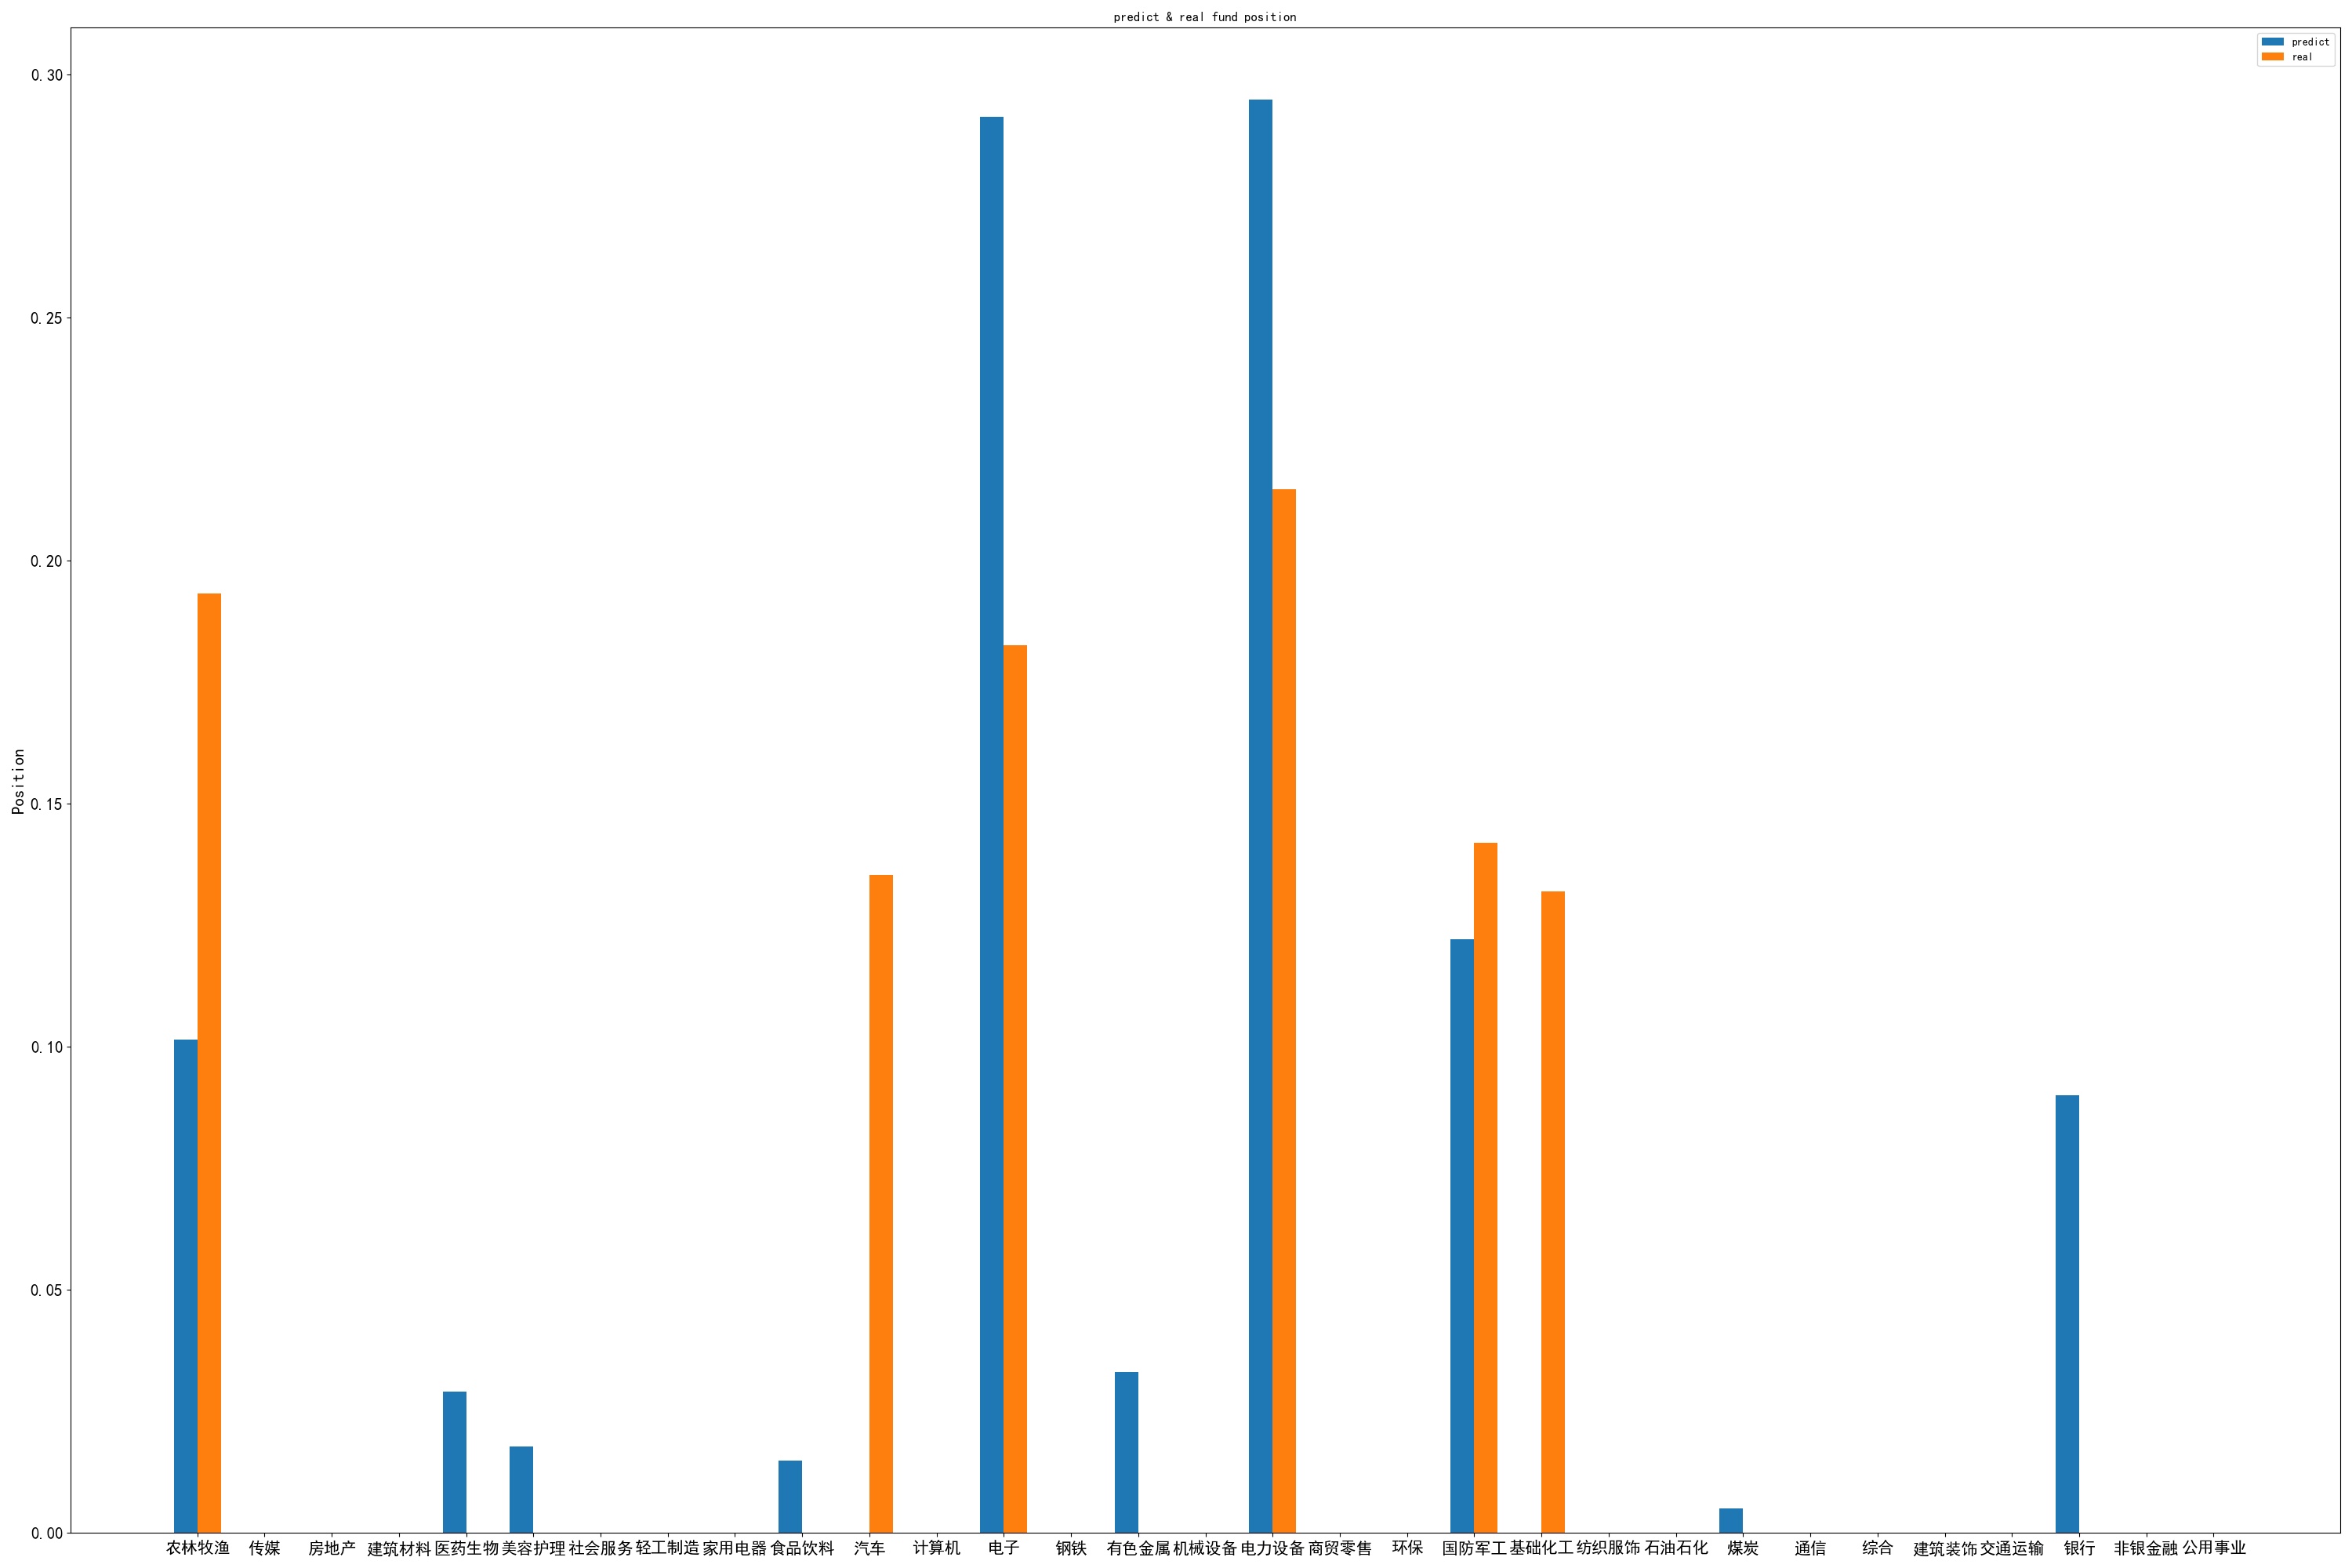 predict & real fund position
predict
real
0.30
0.25
0.20
0.15
0.10
0.05
0.00
Position
农林牧渔 传媒 房地产 建筑材料 医药生物 美容护理 社会服务 轻工制造 家用电器 食品饮料 汽车 计算机 电子 钢铁 有色金属 机械设备 电力设备 商贸零售 环保 国防军工 基础化工 纺织服饰 石油石化 煤炭 通信 综合 建筑装饰 交通运输 银行 非银金融 公用事业